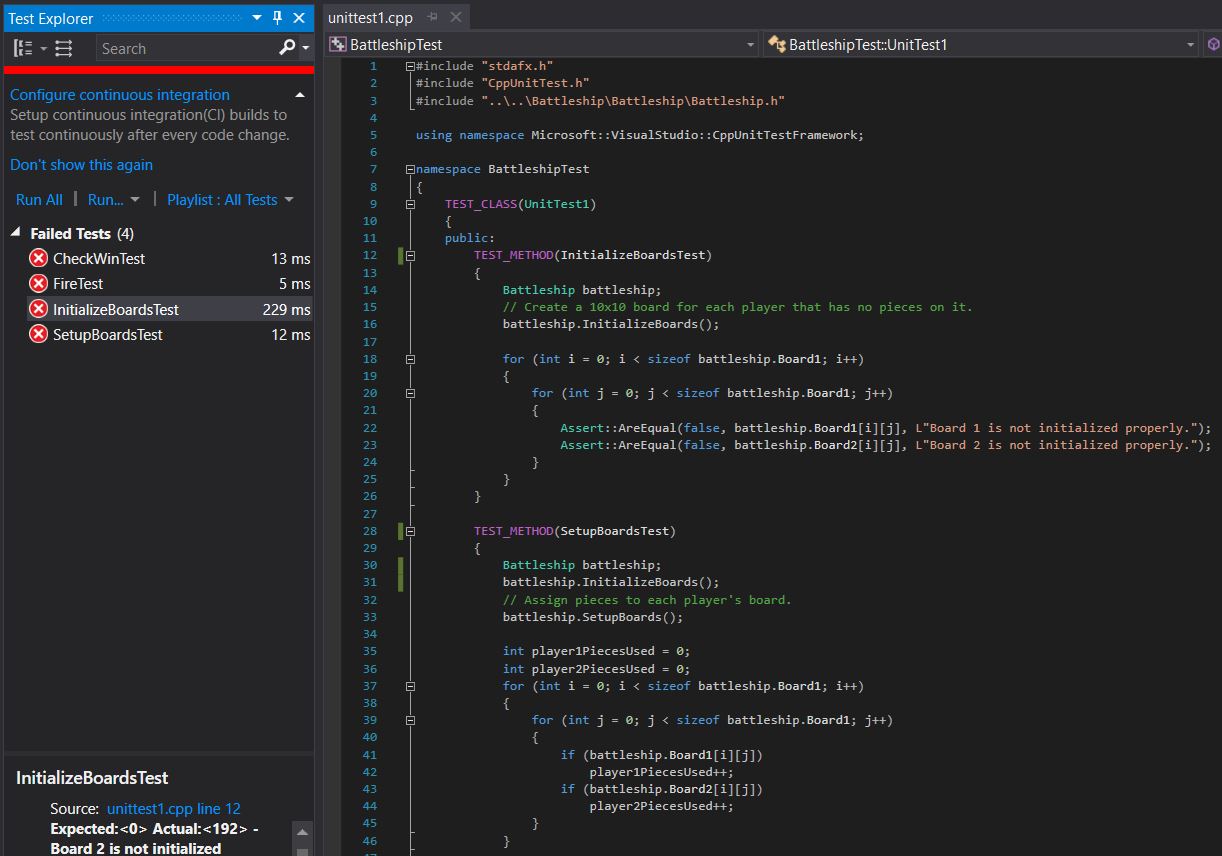 Test Explorer
Search
Configure continuous integration
Setup continuous integration(CI) builds to
test continuously after every code change.
Don't show this again
Run All | Run... | Playlist : All Tests
Failed Tests (4)
CheckWinTest 13 ms
FireTest 5 ms
InitializeBoardsTest 229 ms
SetupBoardsTest 12 ms
InitializeBoardsTest
Source: unittest1.cpp line 12
Expected:<0> Actual:<192> -
Board 2 is not initialized
unittest1.cpp
BattleshipTest
BattleshipTest::UnitTest1
1 #include "stdafx.h"
2 #include "CppUnitTest.h"
3 #include "..\..\Battleship\Battleship\Battleship.h"
4
5 using namespace Microsoft::VisualStudio::CppUnitTestFramework;
6
7 namespace BattleshipTest
8 {
9 TEST_CLASS(UnitTest1)
10 {
11 public:
12 TEST_METHOD(InitializeBoardsTest)
13 {
14 Battleship battleship;
15 // Create a 10x10 board for each player that has no pieces on it.
16 battleship.InitializeBoards();
17
18 for (int i = 0; i < sizeof battleship.Board1; i++)
19 {
20 for (int j = 0; j < sizeof battleship.Board1; j++)
21 {
22 Assert::AreEqual(false, battleship.Board1[i][j], L"Board 1 is not initialized properly.");
23 Assert::AreEqual(false, battleship.Board2[i][j], L"Board 2 is not initialized properly.");
24 }
25 }
26 }
27
28 TEST_METHOD(SetupBoardsTest)
29 {
30 Battleship battleship;
31 battleship.InitializeBoards();
32 // Assign pieces to each player's board.
33 battleship.SetupBoards();
34
35 int player1PiecesUsed = 0;
36 int player2PiecesUsed = 0;
37 for (int i = 0; i < sizeof battleship.Board1; i++)
38 {
39 for (int j = 0; j < sizeof battleship.Board1; j++)
40 {
41 if (battleship.Board1[i][j])
42 player1PiecesUsed++;
43 if (battleship.Board2[i][j])
44 player2PiecesUsed++;
45 }
46 }